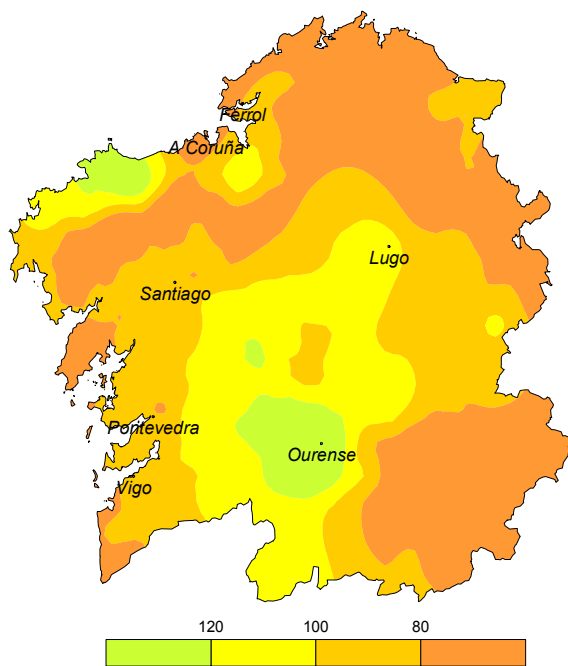 Ferrol
A Coruña
Lugo
Santiago
Pontevedra
Ourense
Vigo
120 100 80